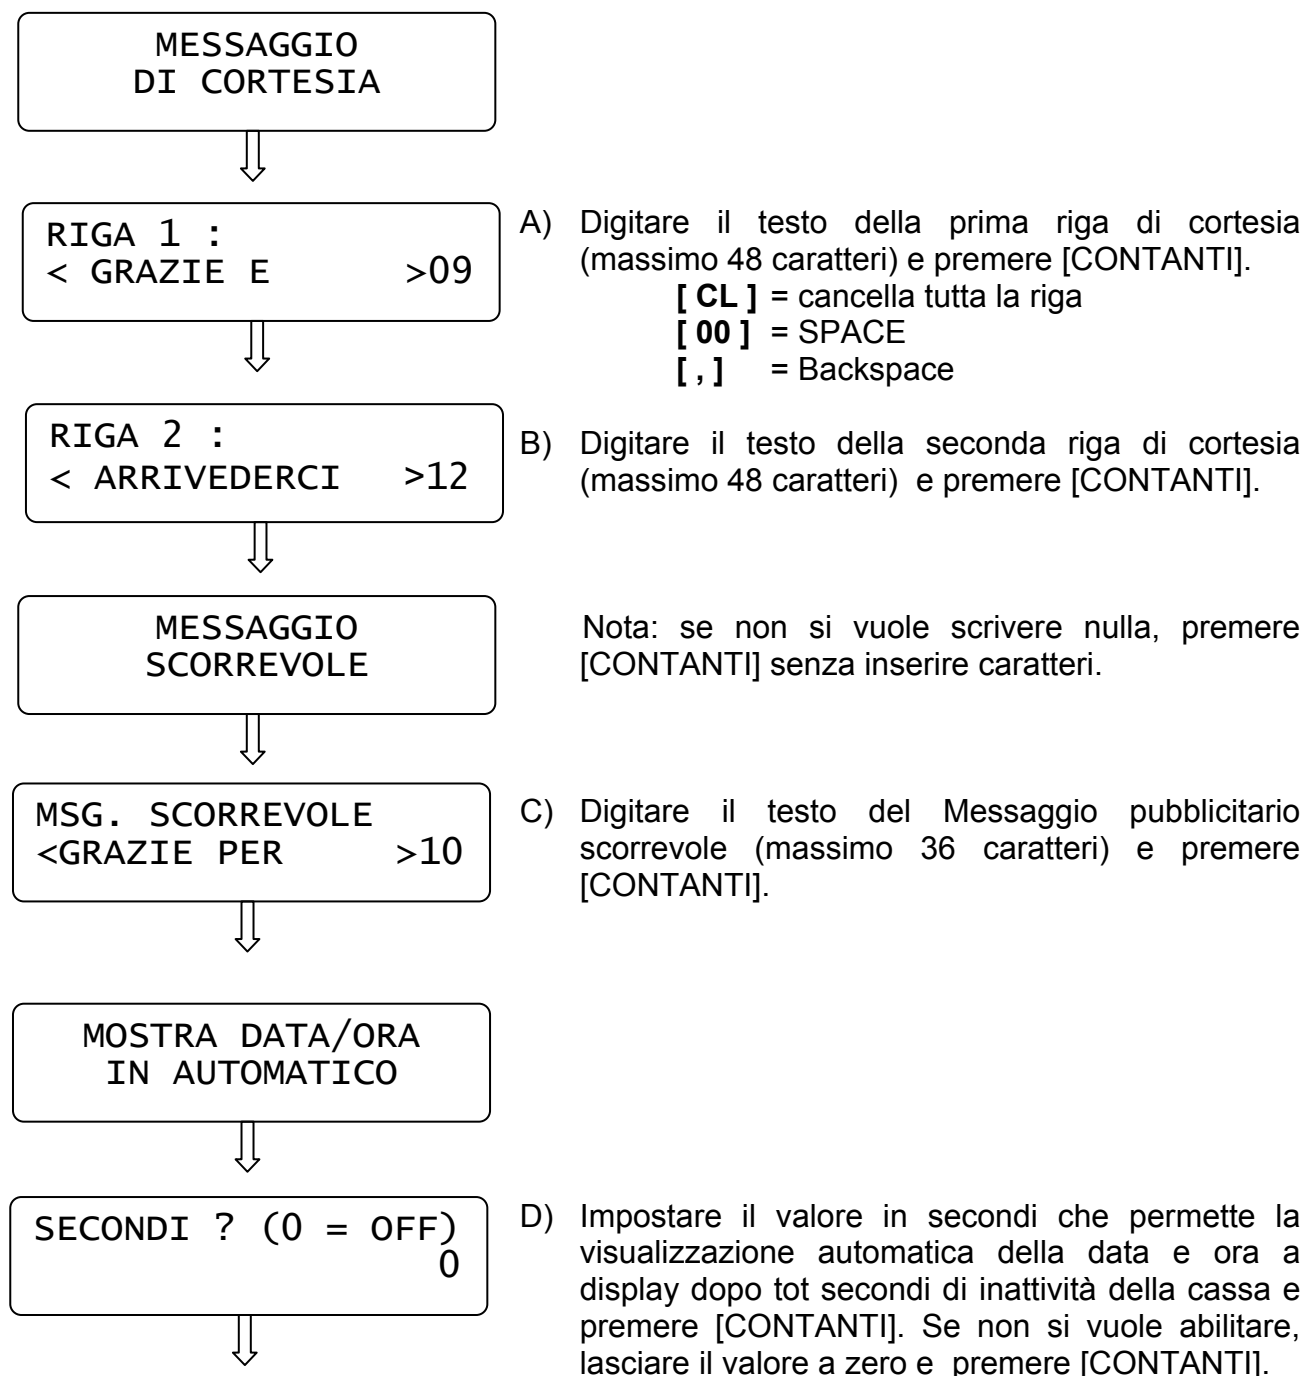 MESSAGGIO
DI CORTESIA
RIGA 1 :
< GRAZIE E >09
A) Digitare il testo della prima riga di cortesia
(massimo 48 caratteri) e premere [CONTANTI].
[ CL ] = cancella tutta la riga
[ 00 ] = SPACE
[ , ] = Backspace
RIGA 2 :
< ARRIVEDERCI >12
B) Digitare il testo della seconda riga di cortesia
(massimo 48 caratteri) e premere [CONTANTI].
MESSAGGIO
SCORREVOLE
Nota: se non si vuole scrivere nulla, premere
[CONTANTI] senza inserire caratteri.
MSG. SCORREVOLE
<GRAZIE PER >10
C) Digitare il testo del Messaggio pubblicitario
scorrevole (massimo 36 caratteri) e premere
[CONTANTI].
MOSTRA DATA/ORA
IN AUTOMATICO
SECONDI ? (0 = OFF)
0
D) Impostare il valore in secondi che permette la
visualizzazione automatica della data e ora a
display dopo tot secondi di inattività della cassa e
premere [CONTANTI]. Se non si vuole abilitare,
lasciare il valore a zero e premere [CONTANTI].